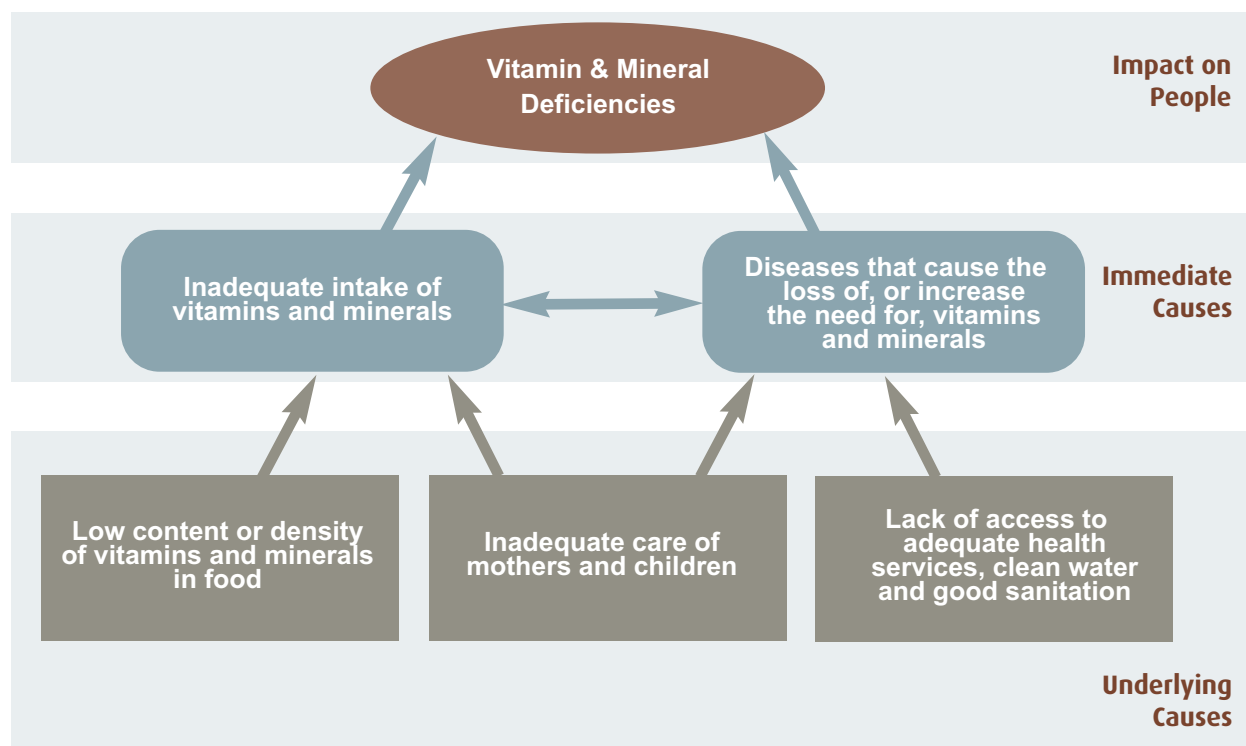 Vitamin & Mineral
Deficiencies
Impact on
People
Inadequate intake of
vitamins and minerals
Diseases that cause the
loss of, or increase
the need for, vitamins
and minerals
Immediate
Causes
Low content or density
of vitamins and minerals
in food
Inadequate care of
mothers and children
Lack of access to
adequate health
services, clean water
and good sanitation
Underlying
Causes